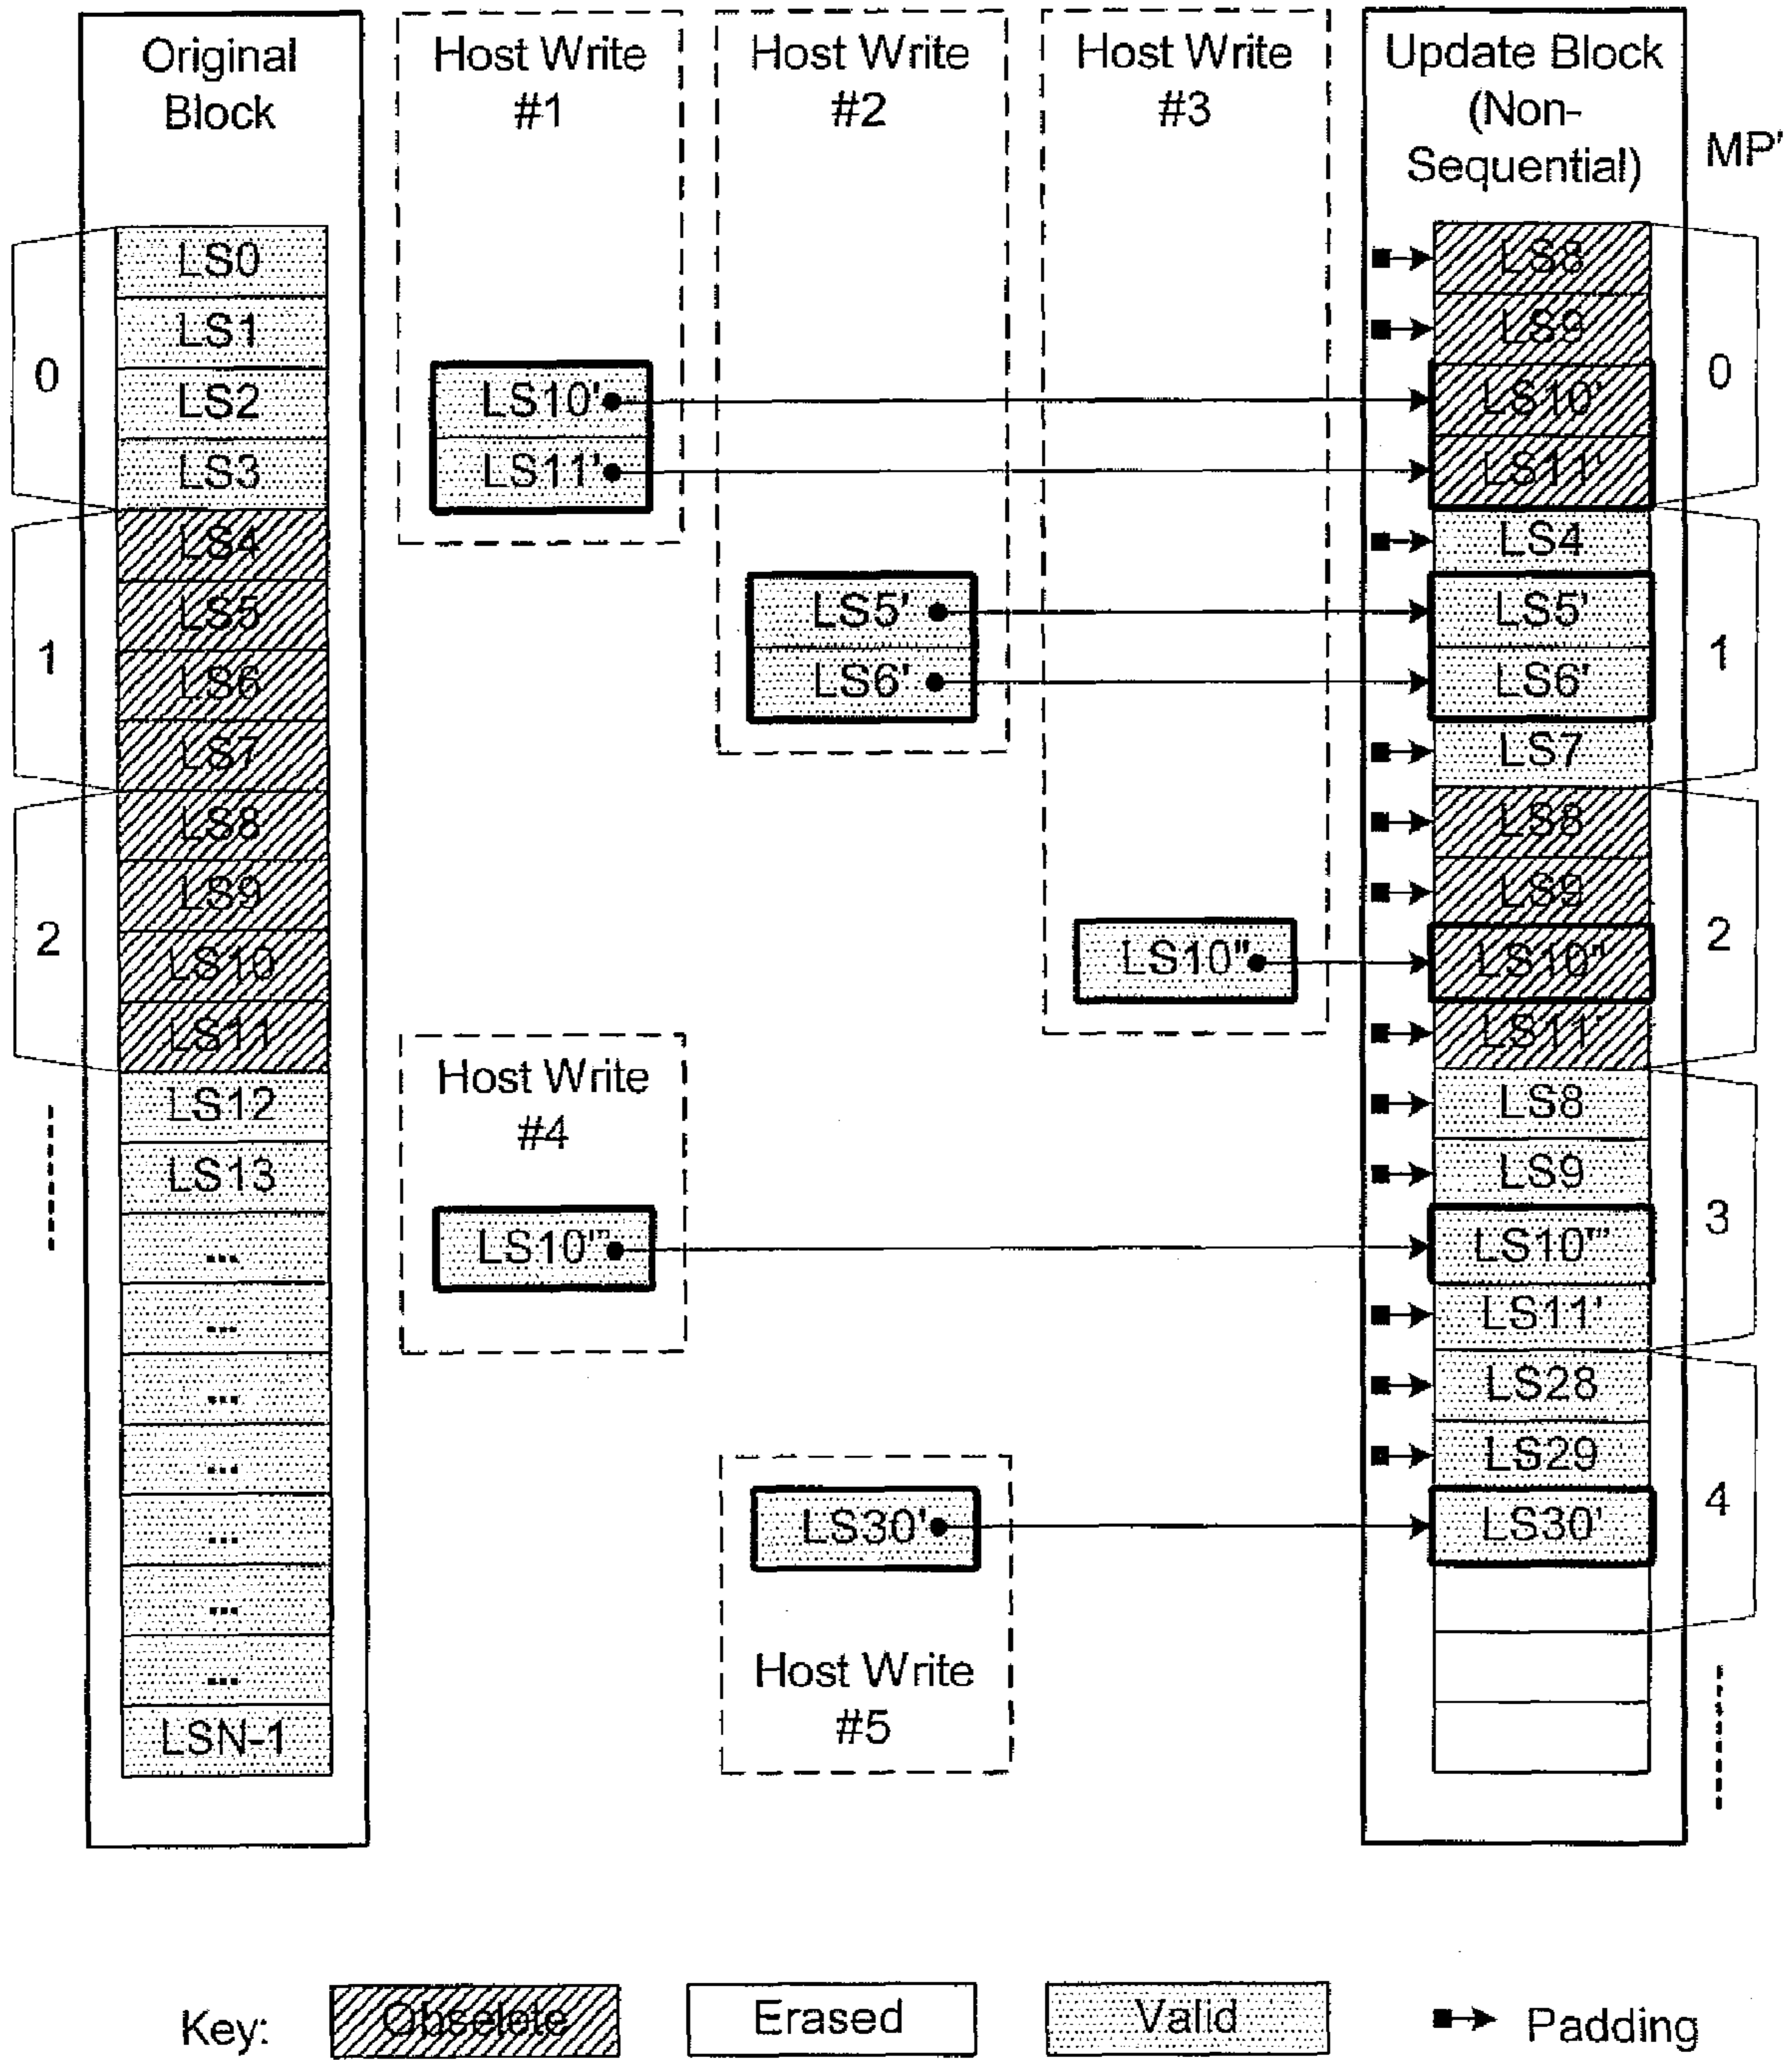 Original
Block
Host Write
#1
Host Write
#2
Host Write
#3
Update Block
(Non-
Sequential)
MP'
0
LS0
LS1
LS2
LS3
1
LS4
LS5
LS6
LS7
2
LS8
LS9
LS10
LS11
LS12
LS13
...
...
...
...
...
...
...
LSN-1
LS10'
LS11'
LS5'
LS6'
LS10"
Host Write
#4
LS10'"
LS30'
Host Write
#5
LS8
LS9
LS10'
LS11'
0
LS4
LS5'
LS6'
LS7
1
LS8
LS9
LS10"
LS11'
2
LS8
LS9
LS10'"
LS11'
3
LS28
LS29
LS30'
4
Key:
Obselete
Erased
Valid
Padding